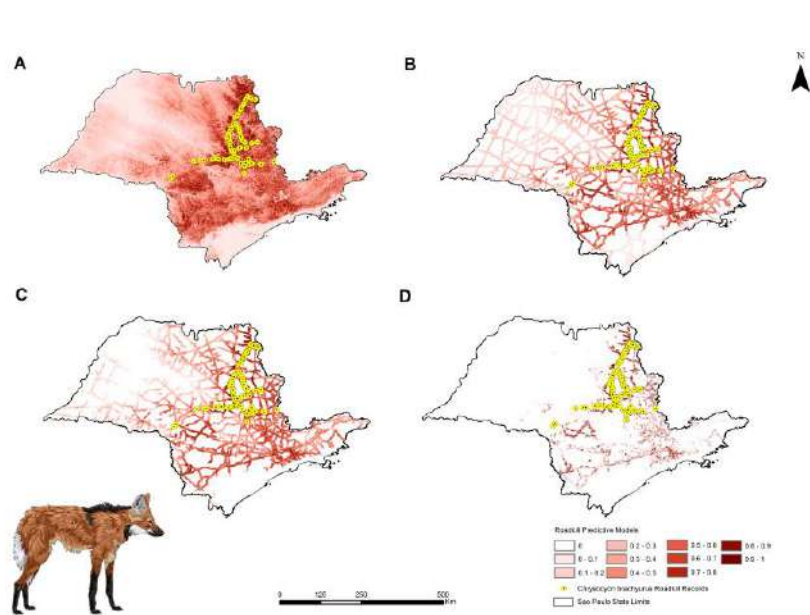 A
B
N
C
D
Roadkill Predictive Models
0
0.2 - 0.3
0.5 - 0.6
0.8 - 0.9
0 - 0.1
0.3 - 0.4
0.6 - 0.7
0.9 - 1
0.1 - 0.2
0.4 - 0.5
0.7 - 0.8
Chrysocyon brachyurus Roadkill Records
Sao Paulo State Limits
0 125 250 500
Km